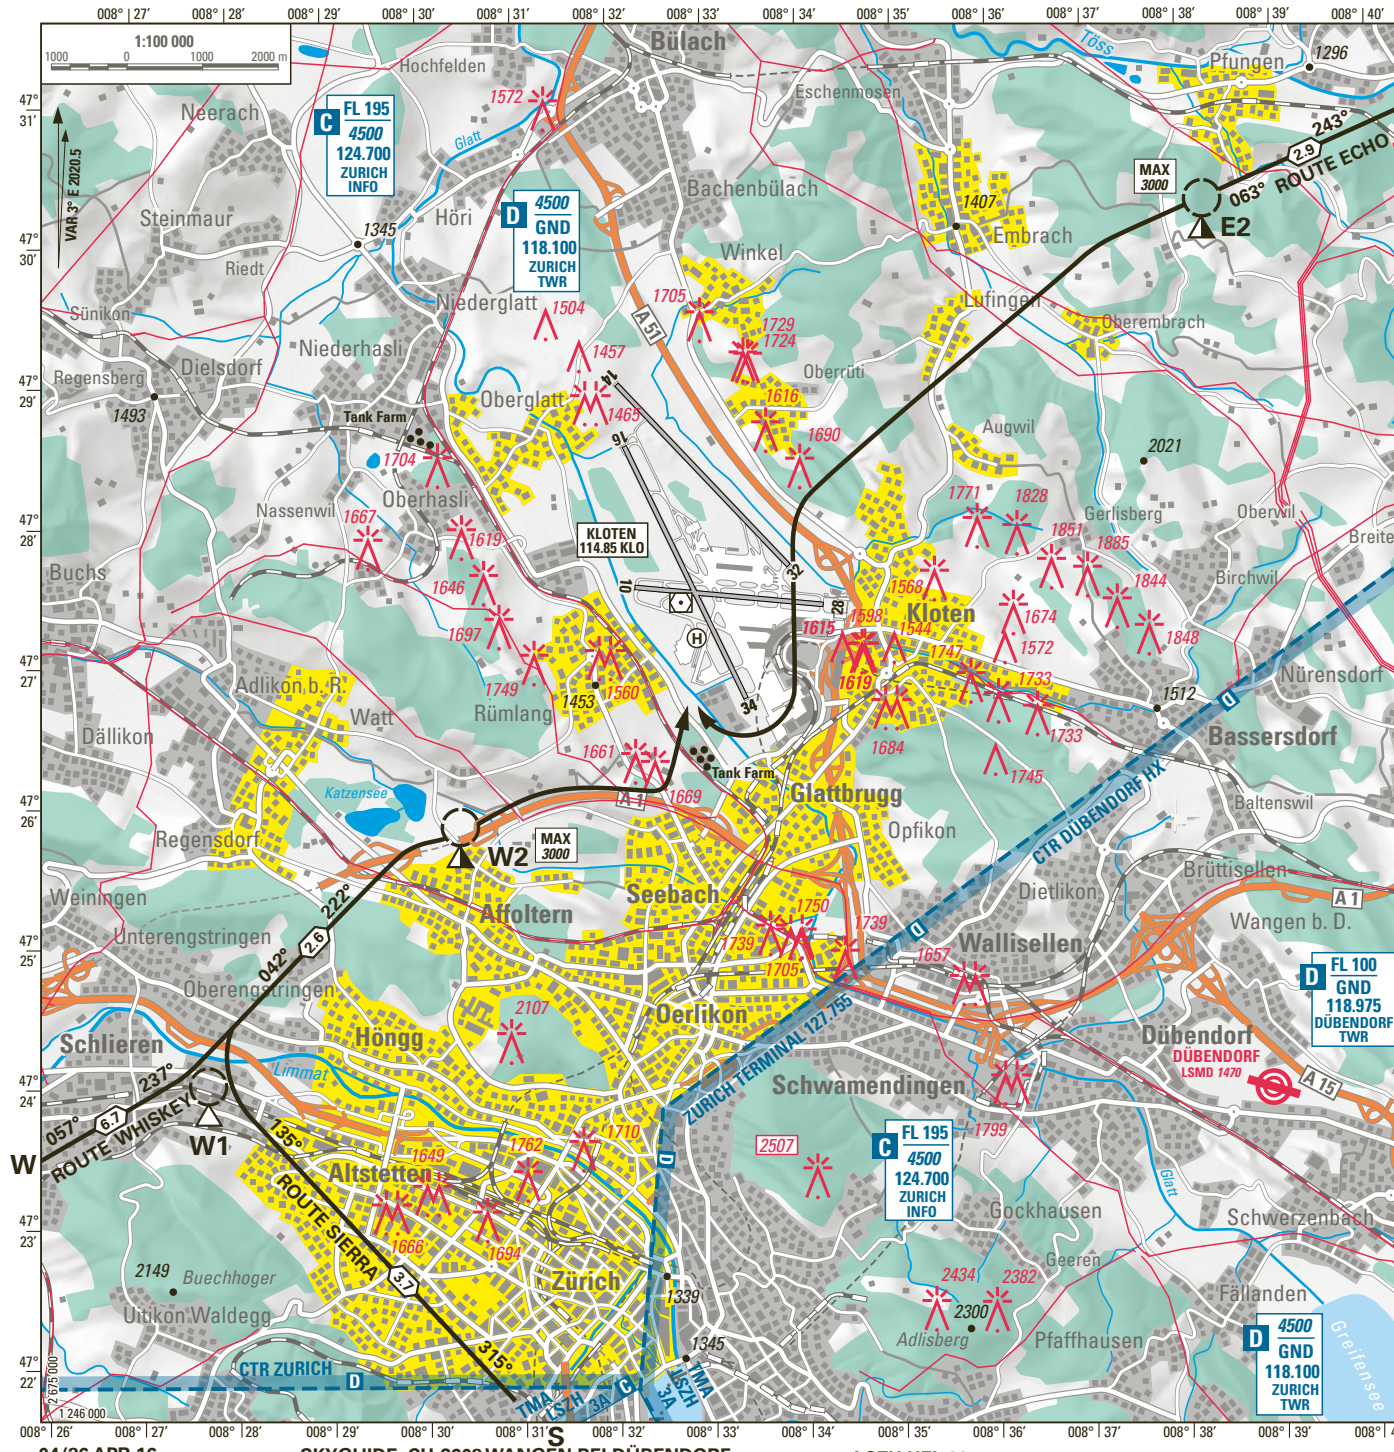 008°27' 008°28' 008°29' 008°30' 008°31' 008°32' 008°33' 008°34' 008°35' 008°36' 008°37' 008°38' 008°39' 008°40'
1:100 000
1000 0 1000 2000 m
Bülach
Töss
Pfungen
1296
Hochfelden
47°
31'
Neerach
C
FL 195
4500
124.700
ZURICH
INFO
1572
Glatt
Eschenmosen
243°
2.9
ROUTE ECHO
063°
MAX
3000
E2
VAR 3° E 2020.5
Steinmaur
Höri
1345
D
4500
GND
118.100
ZURICH
TWR
Bachenbülach
1407
Embrach
47°
30'
Riedt
Winkel
Sünikon
Niederglatt
1504
1705
A 51
Lufingen
Oberembrach
1729
1724
Niederhasli
1457
Dielsdorf
Regensberg
Oberrüti
47°
29'
1493
Tank Farm
Oberglatt
14
1465
16
1616
1690
Augwil
2021
1704
Oberhasli
Nassenwil
1667
1619
47°
28'
KLOTEN
114.85 KLO
1771
1828
1851
1885
Gerlisberg
Oberwil
Breite
Buchs
1646
10
32
28
1568
Kloten
1844
Birchwil
1697
H
1615
1598
1544
1674
1572
1848
47°
27'
Adlikon b. R.
1749
1453
1560
1619
1747
1733
1512
Nürensdorf
D
Watt
Rümlang
34
1684
1733
Dällikon
1661
1669
Tank Farm
1745
Bassersdorf
Glattbrugg
47°
26'
Katzensee
A 1
Opfikon
CTR DÜBENDORF HX
Baltenswil
Regensdorf
W2
MAX
3000
Brüttisellen
Weiningen
222°
Seebach
Dietlikon
A 1
Affoltern
1750
1739
Wangen b. D.
47°
25'
Unterengstringen
2.6
042°
1739
1705
D
1657
Wallisellen
D
FL 100
GND
118.975
DÜBENDORF
TWR
Oberengstringen
2107
Oerlikon
ZURICH TERMINAL 127.755
Schlieren
Höngg
Dübendorf
DÜBENDORF
LSMD 1470
A 15
47°
24'
237°
Limmat
Schwamendingen
057°
6.7
ROUTE WHISKEY
W1
W
135°
1799
Altstetten
1649
1762
1710
2507
D
C
FL 195
4500
124.700
ZURICH
INFO
Glatt
47°
23'
ROUTE SIERRA
1666
1694
Gockhausen
Schwerzenbach
Geeren
2149
Buechhoger
3.7
Zürich
1339
2434
2382
2300
Adlisberg
Fällanden
Uitikon Waldegg
1345
Pfaffhausen
D
4500
GND
118.100
ZURICH
TWR
Greifensee
47°
22'
CTR ZURICH
D
315°
TMA
LSZH
3A
C
TMA
LSZH
3A
2 675 000
1 246 000
008°26' 008°27' 008°28' 008°29' 008°30' 008°31' 008°32' 008°33' 008°34' 008°35' 008°36' 008°37' 008°38'
S